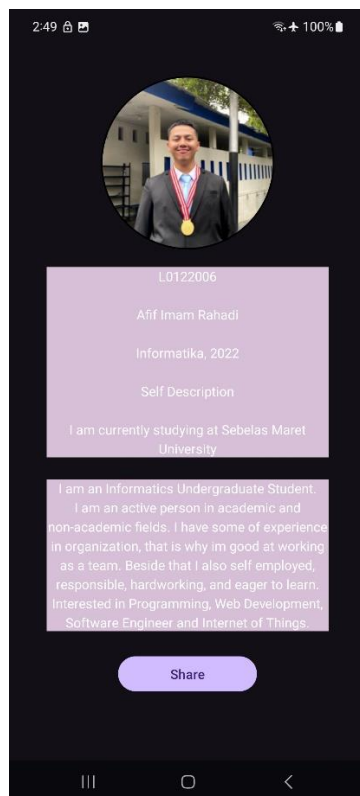 2:49 100%
L0122006
Afif Imam Rahadi
Informatika, 2022
Self Description
I am currently studying at Sebelas Maret
University
I am an Informatics Undergraduate Student.
I am an active person in academic and
non-academic fields. I have some of experience
in organization, that is why im good at working
as a team. Beside that I also self employed,
responsible, hardworking, and eager to learn.
Interested in Programming, Web Development,
Software Engineer and Internet of Things.
Share